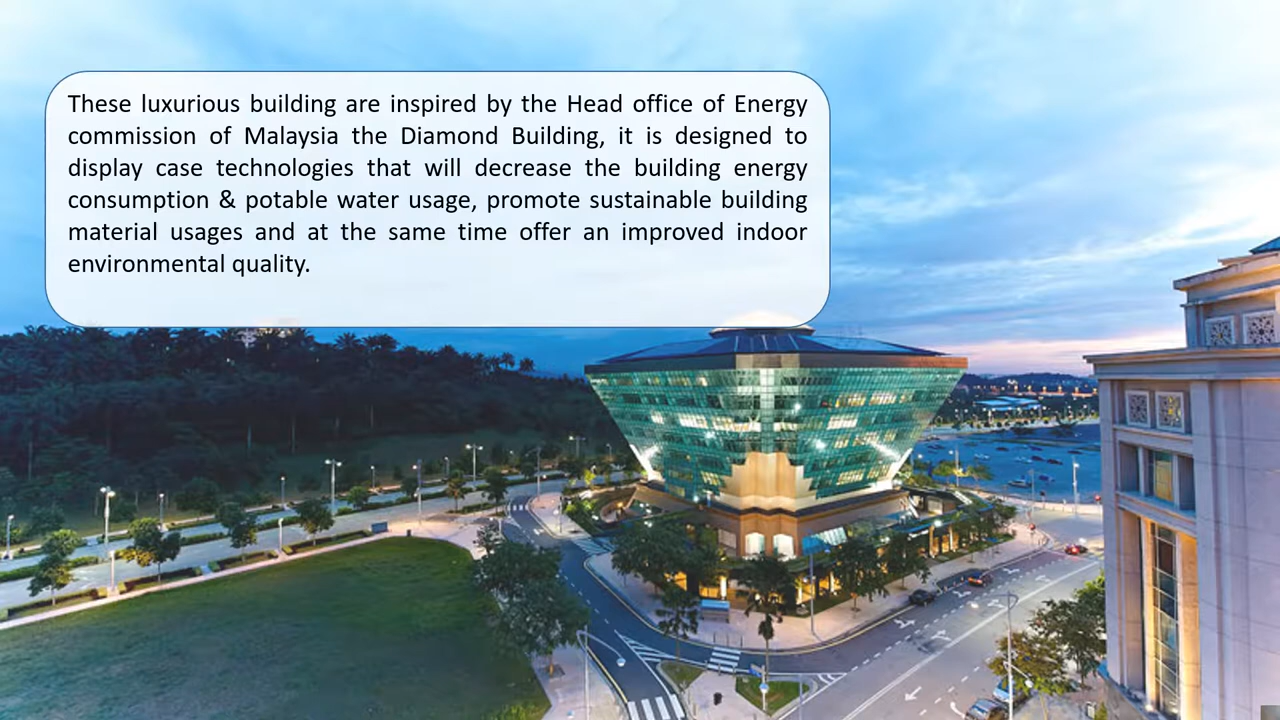 These luxurious building are inspired by the Head office of Energy
commission of Malaysia the Diamond Building, it is designed to
display case technologies that will decrease the building energy
consumption & potable water usage, promote sustainable building
material usages and at the same time offer an improved indoor
environmental quality.